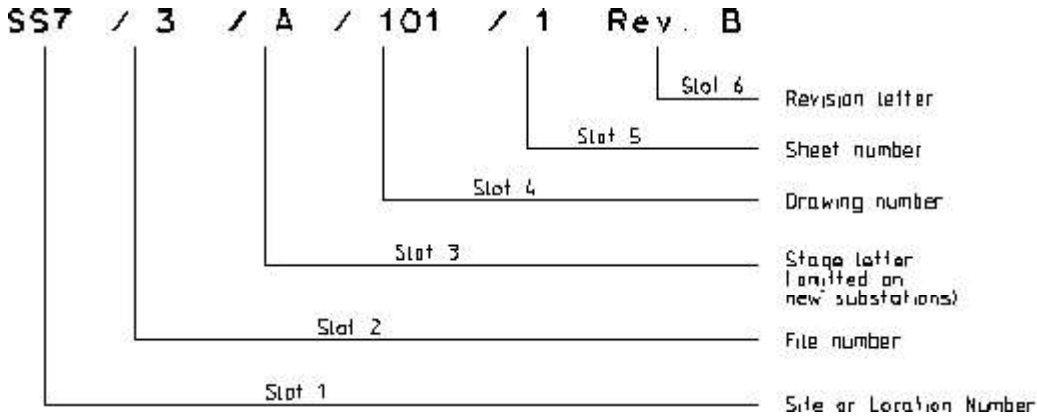 SS7 / 3 / A / 101 / 1 Rev. B
Slot 6
Revision letter
Slot 5
Sheet number
Slot 4
Drawing number
Slot 3
Stage letter
(omitted on
new substations)
Slot 2
File number
Slot 1
Site or Location Number